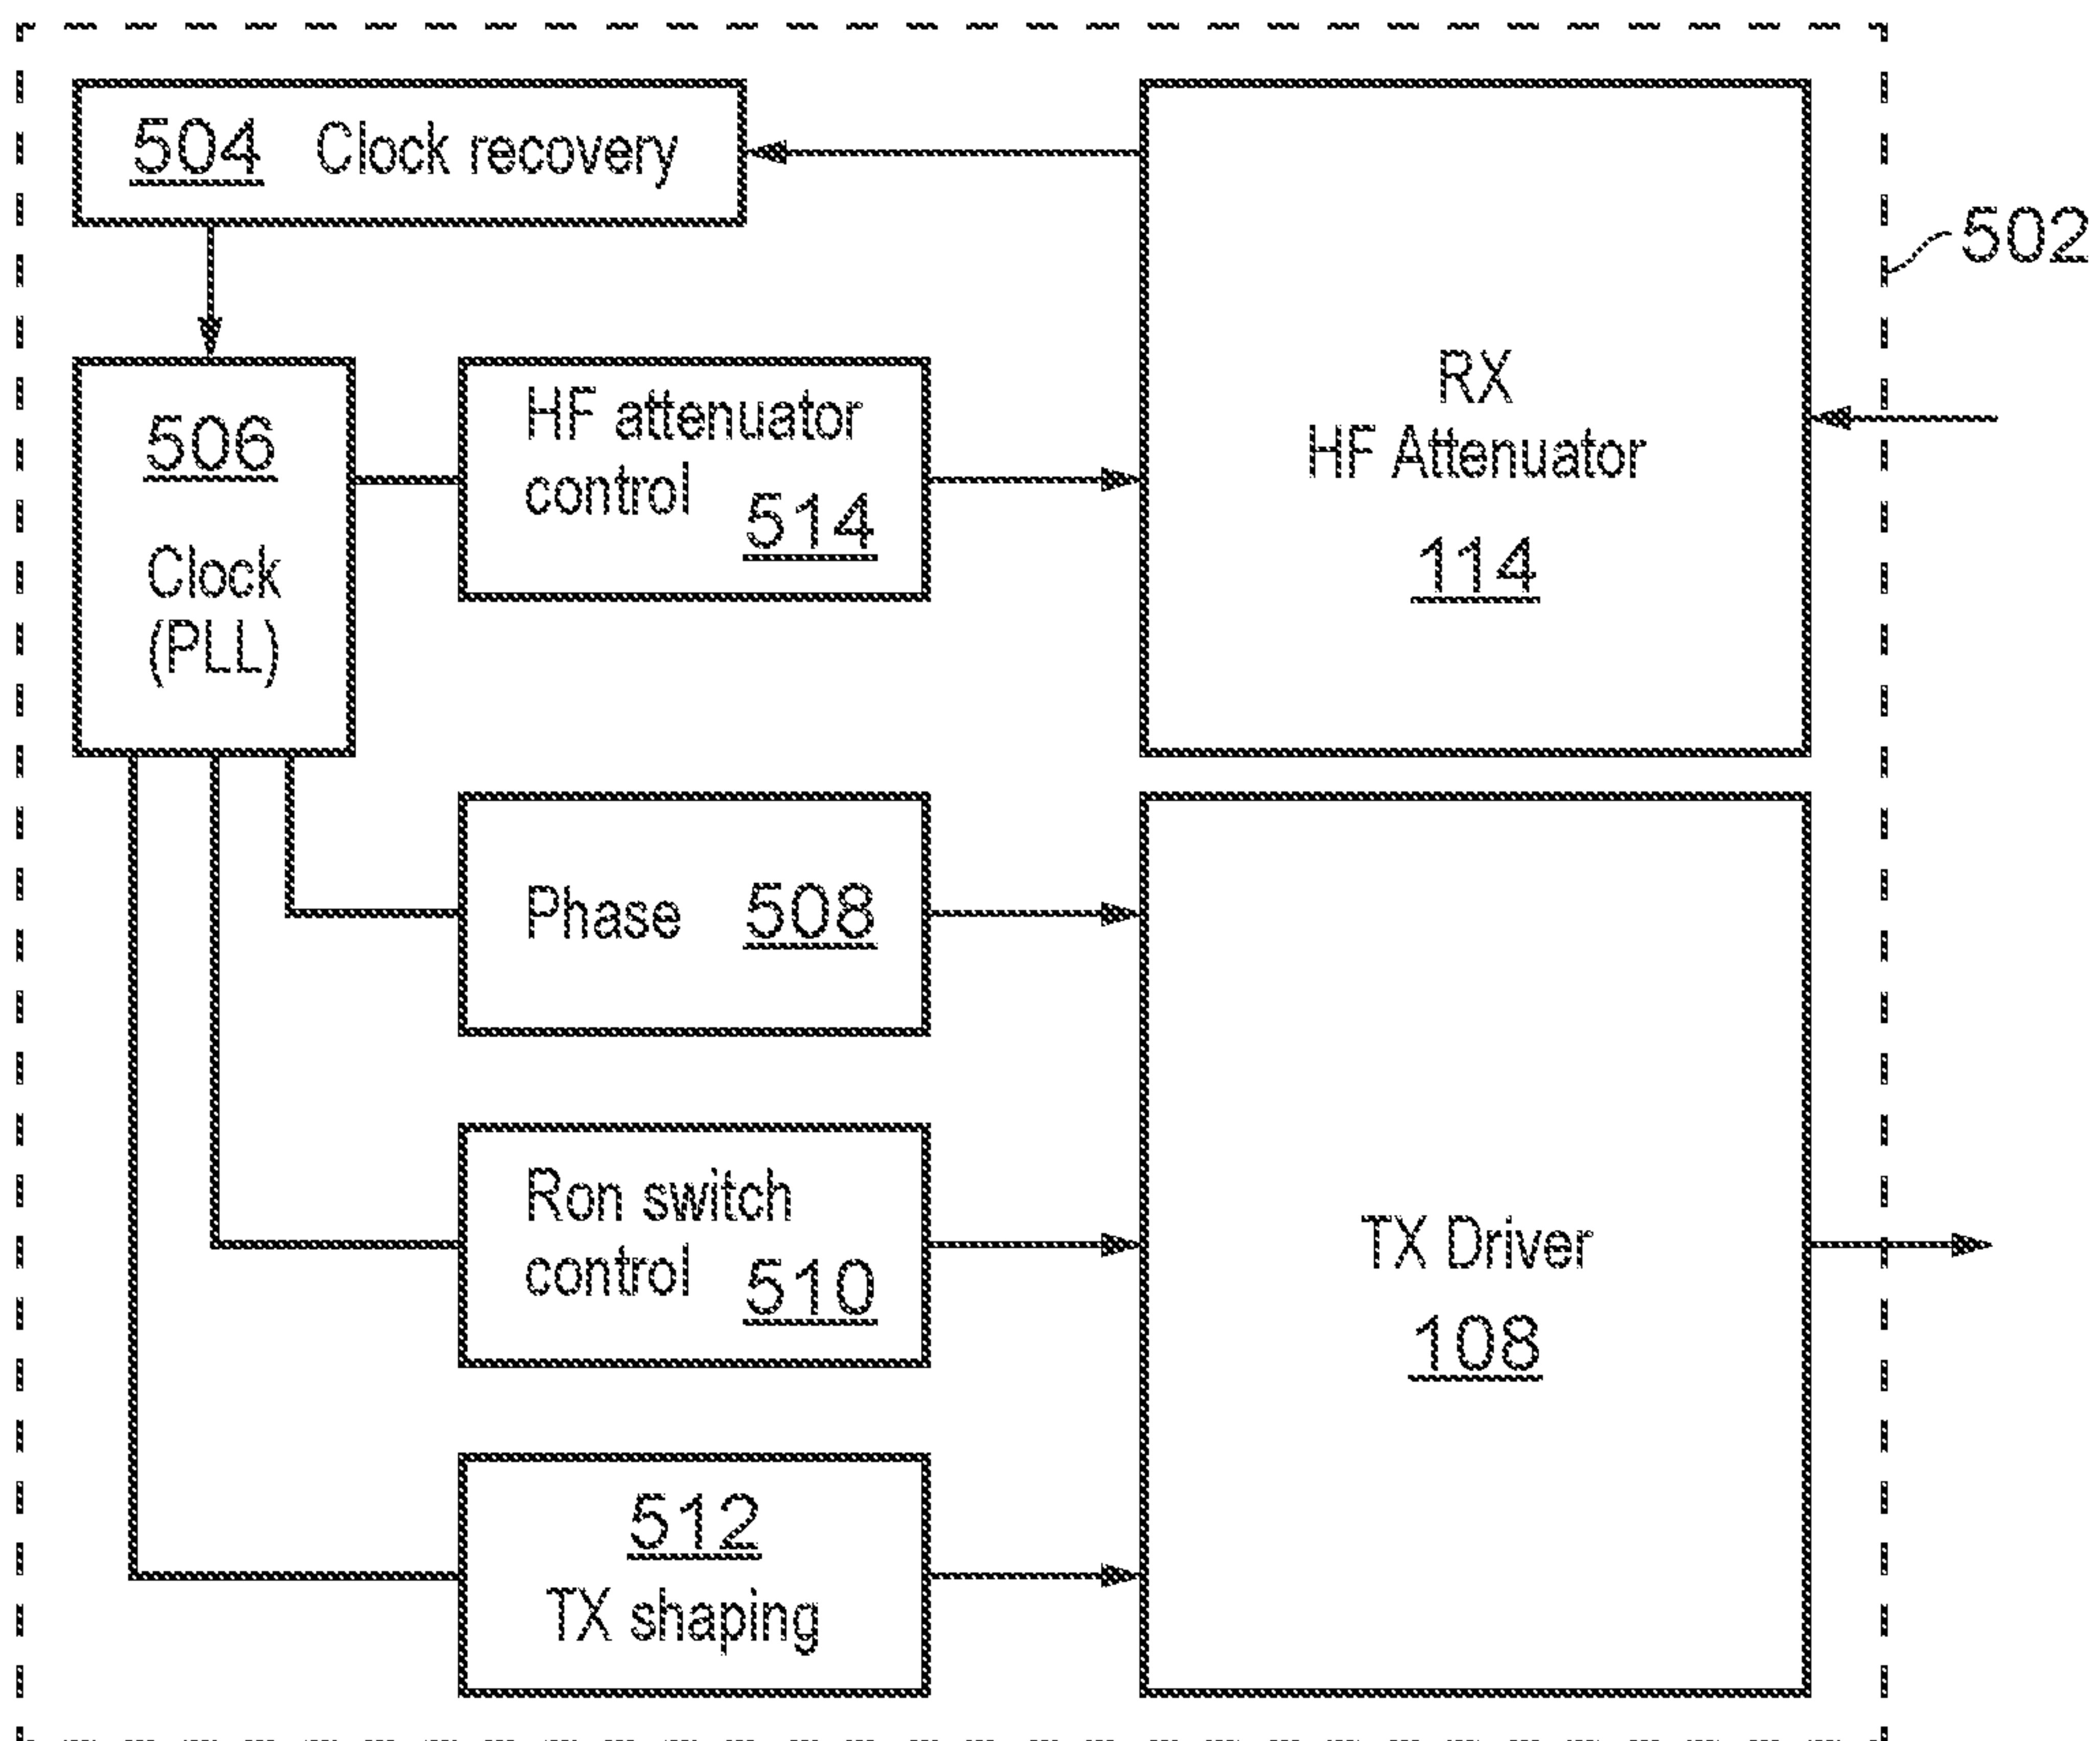 504 Clock recovery
502
RX
HF Attenuator
114
506
Clock
(PLL)
HF attenuator
control 514
Phase 508
Ron switch
control 510
512
TX shaping
TX Driver
108